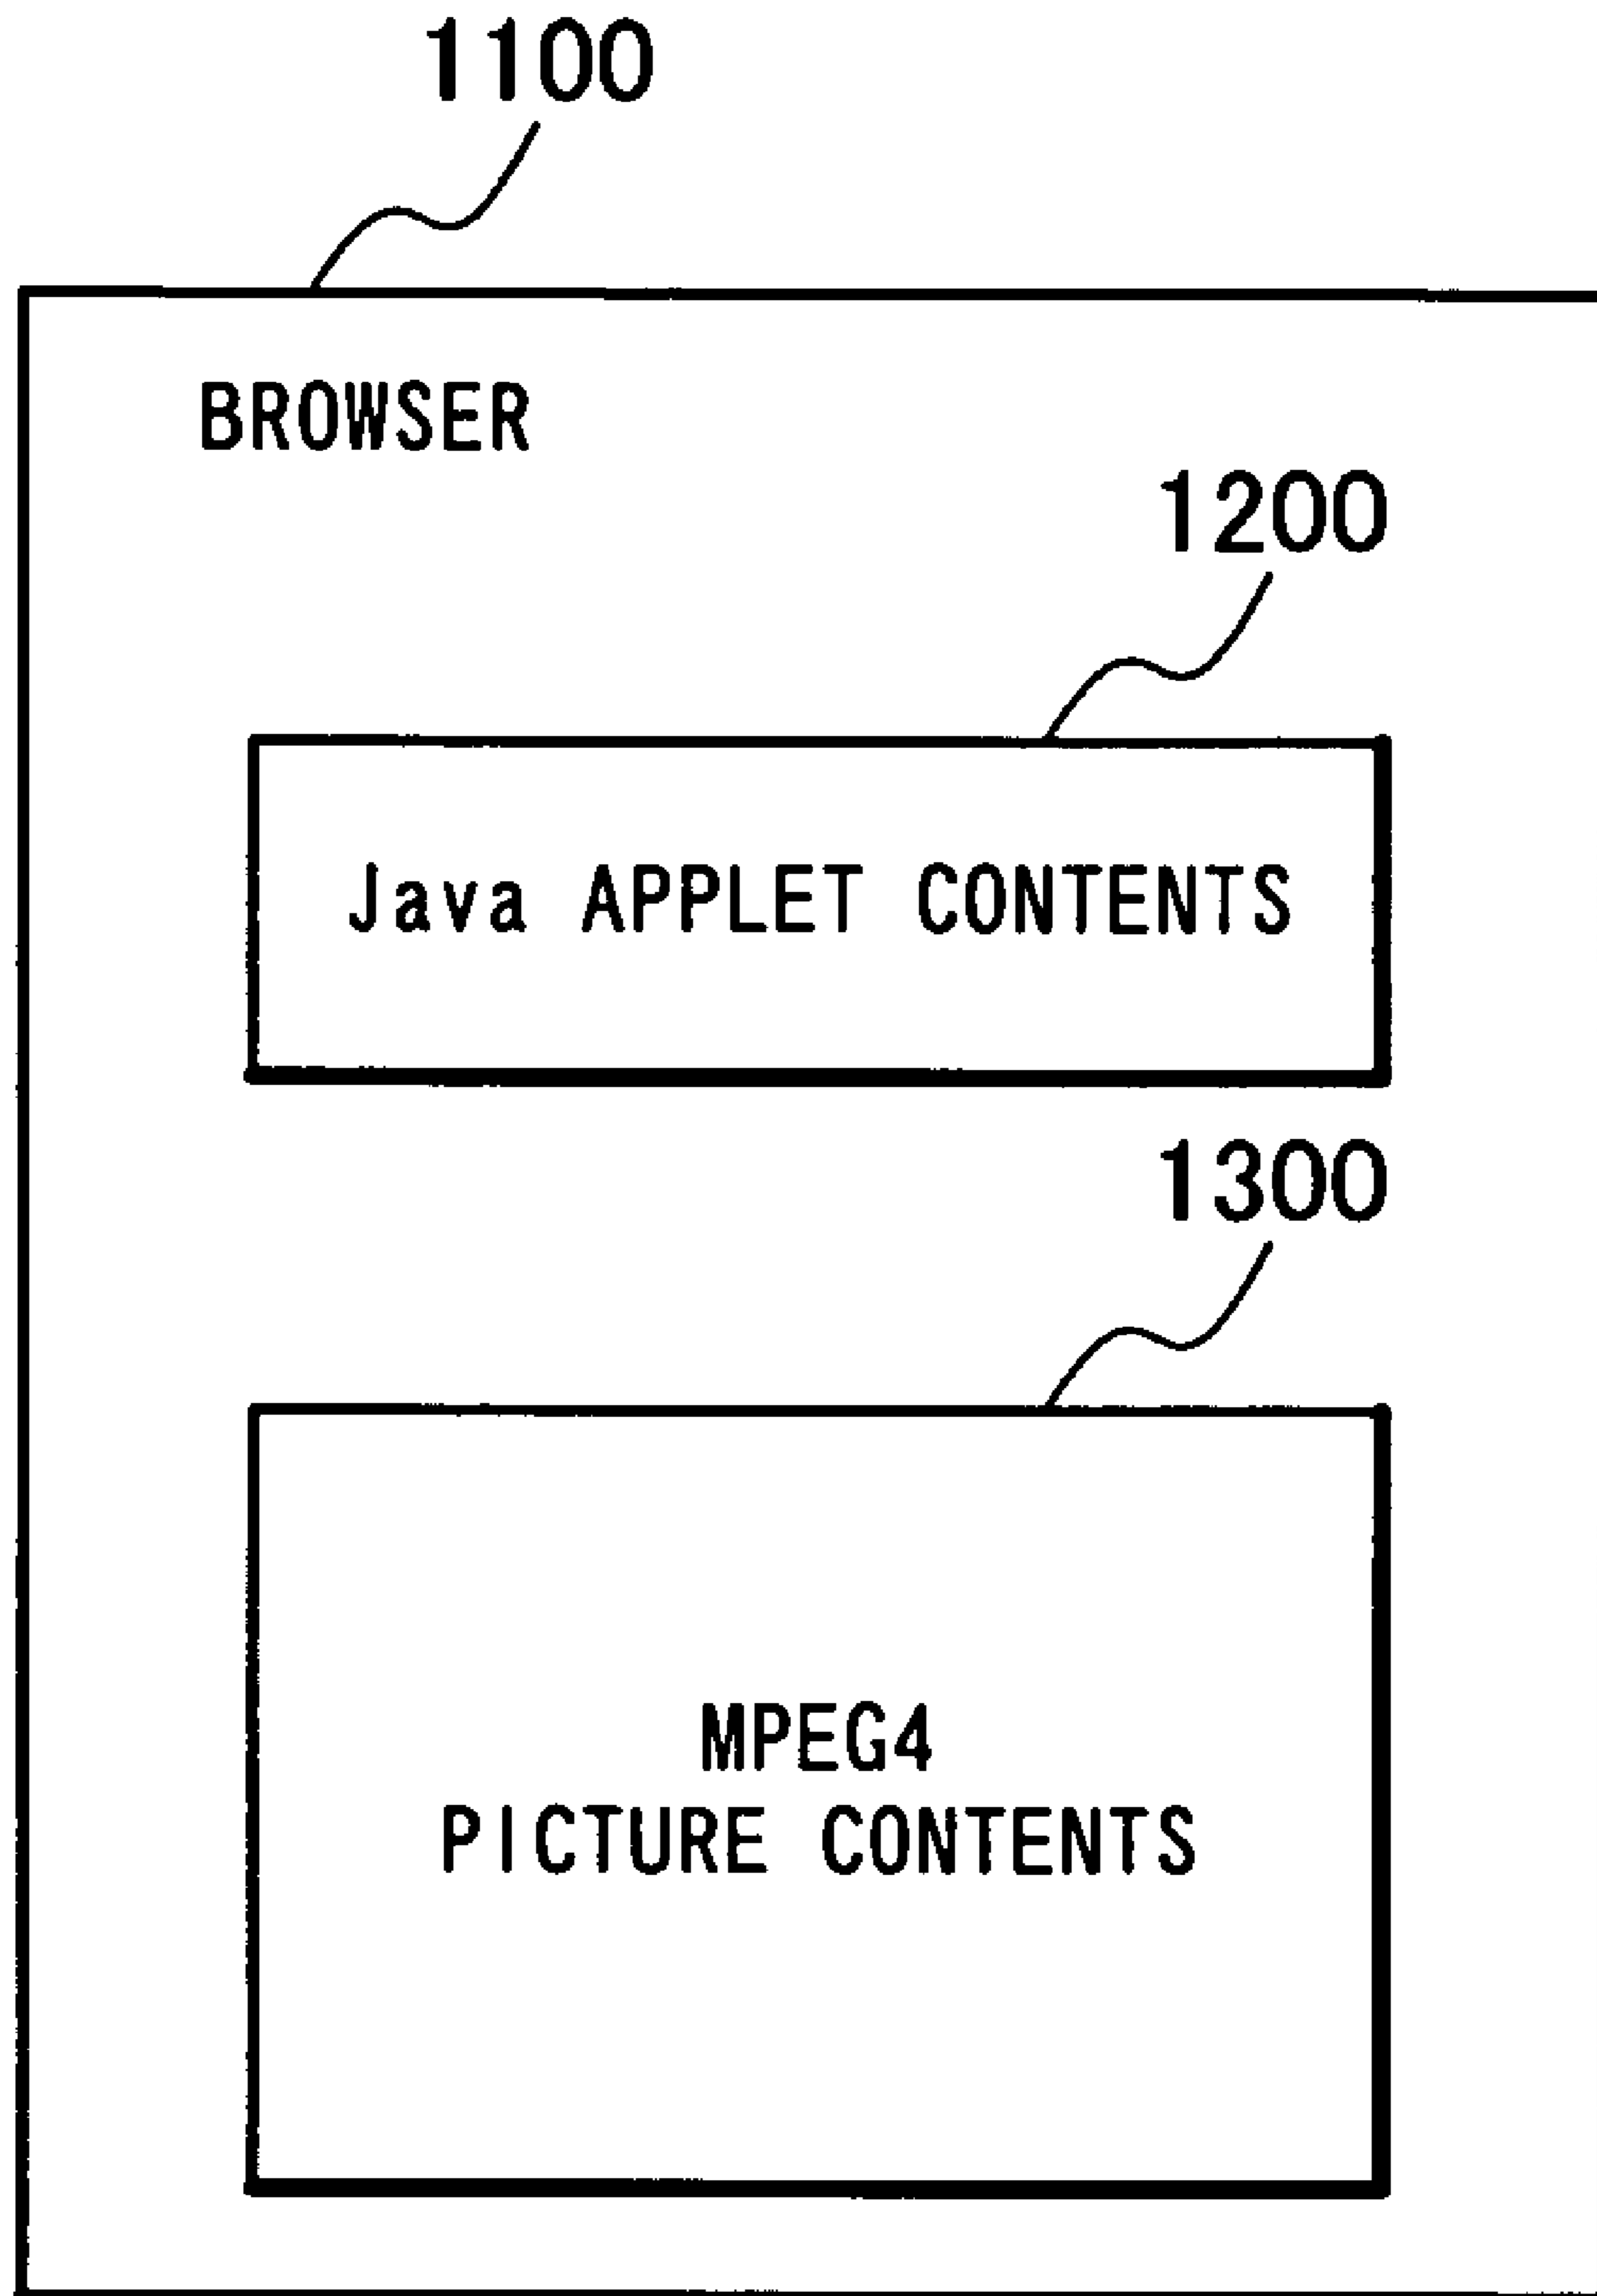 1100
BROWSER
1200
Java APPLET CONTENTS
1300
MPEG4
PICTURE CONTENTS